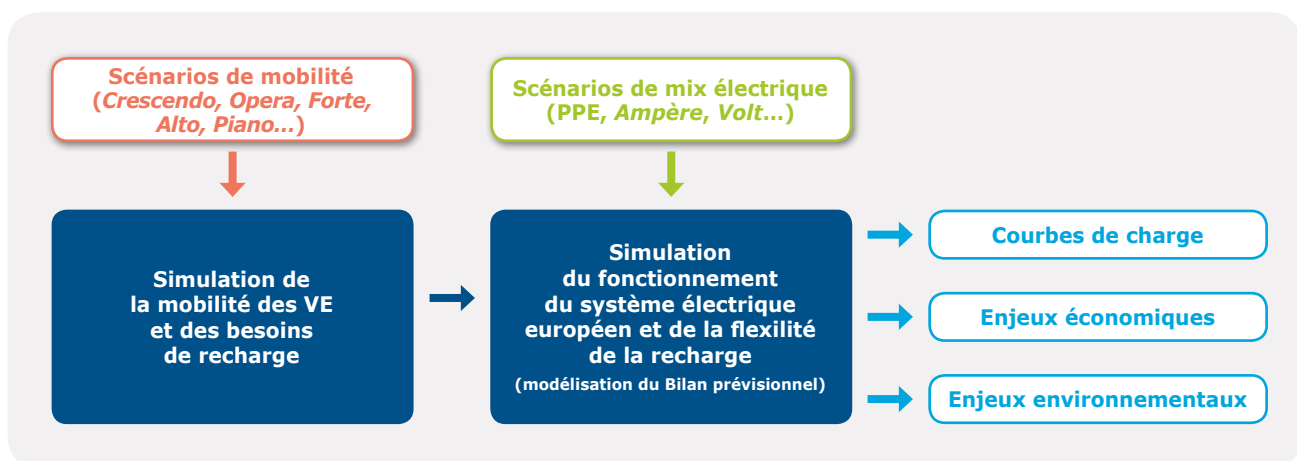 Scénarios de mobilité
(Crescendo, Opera, Forte,
Alto, Piano...)
Scénarios de mix électrique
(PPE, Ampère, Volt...)
Simulation de
la mobilité des VE
et des besoins
de recharge
Simulation
du fonctionnement
du système électrique
européen et de la flexilité
de la recharge
(modélisation du Bilan prévisionnel)
Courbes de charge
Enjeux économiques
Enjeux environnementaux